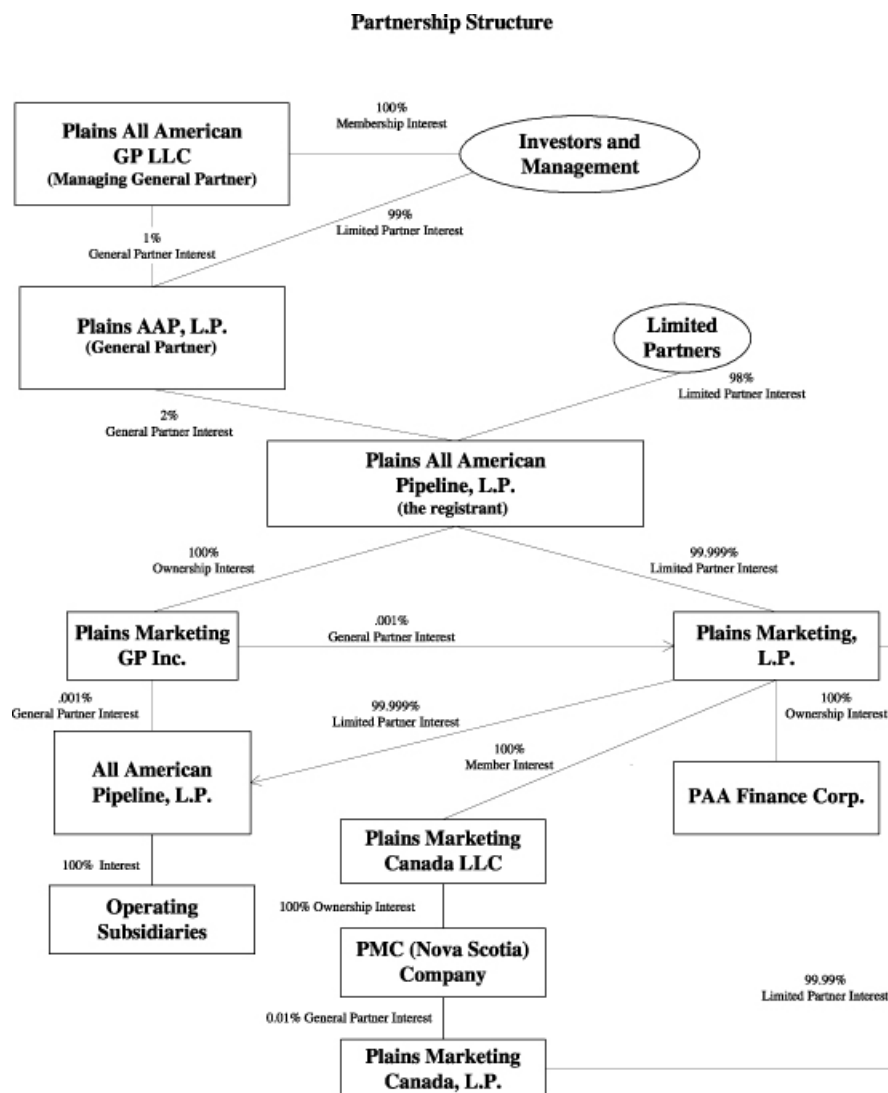 Partnership Structure
100%
Membership Interest
Plains All American
GP LLC
(Managing General Partner)
Investors and
Management
99%
Limited Partner Interest
1%
General Partner Interest
Plains AAP, L.P.
(General Partner)
Limited
Partners
98%
Limited Partner Interest
2%
General Partner Interest
Plains All American
Pipeline, L.P.
(the registrant)
100%
Ownership Interest
99.999%
Limited Partner Interest
Plains Marketing
GP Inc.
.001%
General Partner Interest
Plains Marketing,
L.P.
.001%
General Partner Interest
99.999%
Limited Partner Interest
100%
Ownership Interest
100%
Member Interest
All American
Pipeline, L.P.
PAA Finance Corp.
Plains Marketing
Canada LLC
100% Interest
Operating
Subsidiaries
100% Ownership Interest
PMC (Nova Scotia)
Company
99.99%
Limited Partner Interest
0.01% General Partner Interest
Plains Marketing
Canada, L.P.